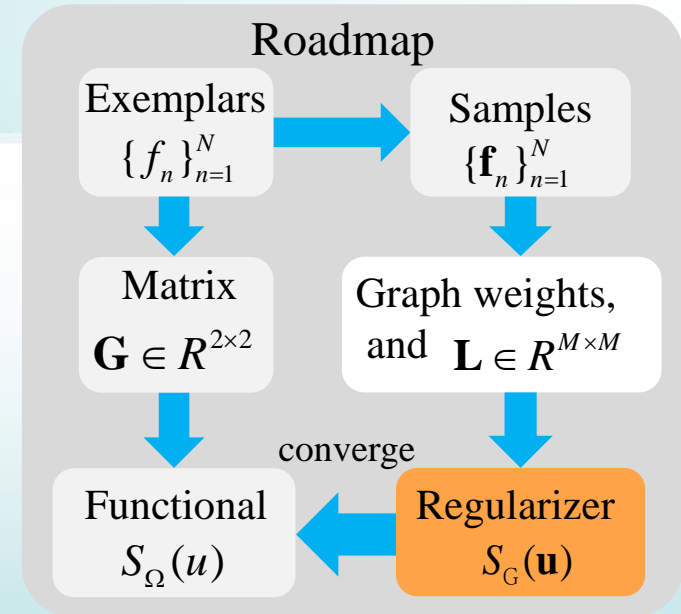 Roadmap
Exemplars
{f_n}_{n=1}^{N}
Samples
{𝐟_n}_{n=1}^{N}
Matrix
𝐆 ∈ R^{2×2}
Graph weights,
and 𝐋 ∈ R^{M×M}
converge
Functional
S_Ω(u)
Regularizer
S_G(𝐮)